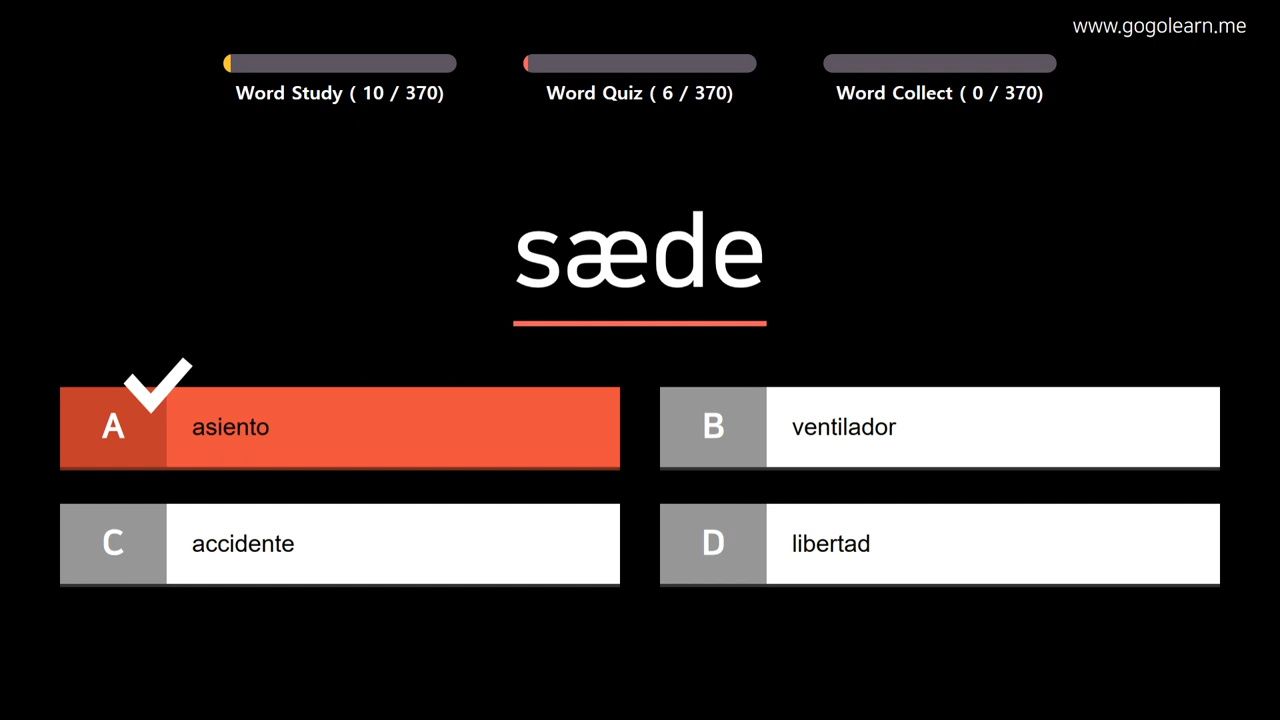 www.gogolearn.me
Word Study ( 10 / 370)
Word Quiz ( 6 / 370)
Word Collect ( 0 / 370)
sæde
A asiento
B ventilador
C accidente
D libertad